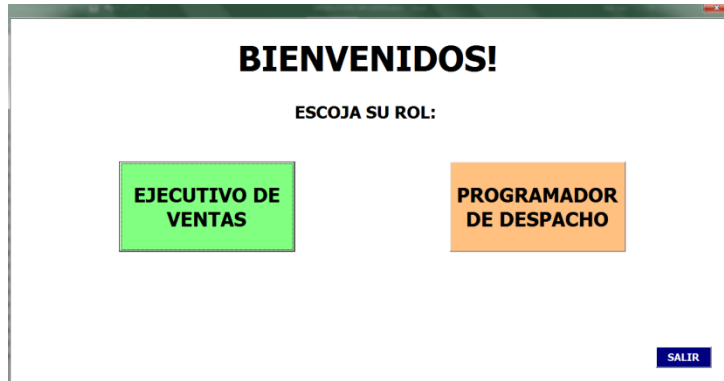 BIENVENIDOS!
ESCOJA SU ROL:
EJECUTIVO DE
VENTAS
PROGRAMADOR
DE DESPACHO
SALIR